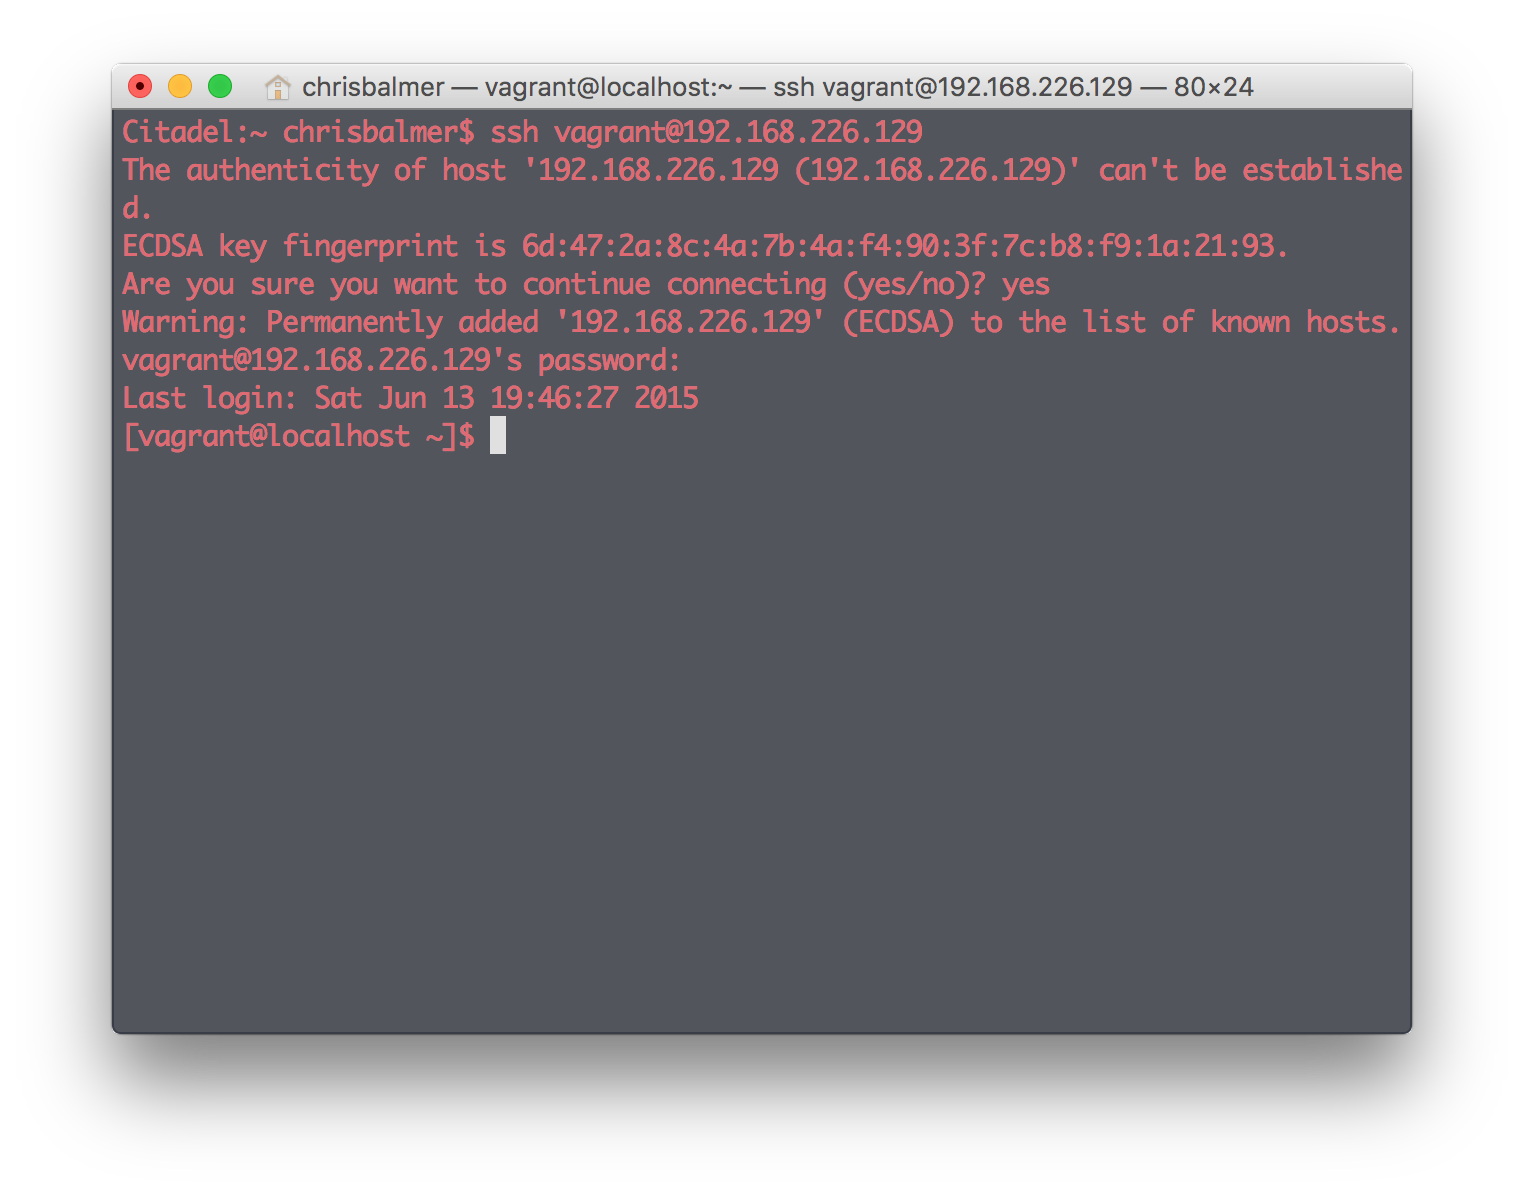 chrisbalmer — vagrant@localhost:~ — ssh vagrant@192.168.226.129 — 80×24
Citadel:~ chrisbalmer$ ssh vagrant@192.168.226.129
The authenticity of host '192.168.226.129 (192.168.226.129)' can't be establishe
d.
ECDSA key fingerprint is 6d:47:2a:8c:4a:7b:4a:f4:90:3f:7c:b8:f9:1a:21:93.
Are you sure you want to continue connecting (yes/no)? yes
Warning: Permanently added '192.168.226.129' (ECDSA) to the list of known hosts.
vagrant@192.168.226.129's password:
Last login: Sat Jun 13 19:46:27 2015
[vagrant@localhost ~]$